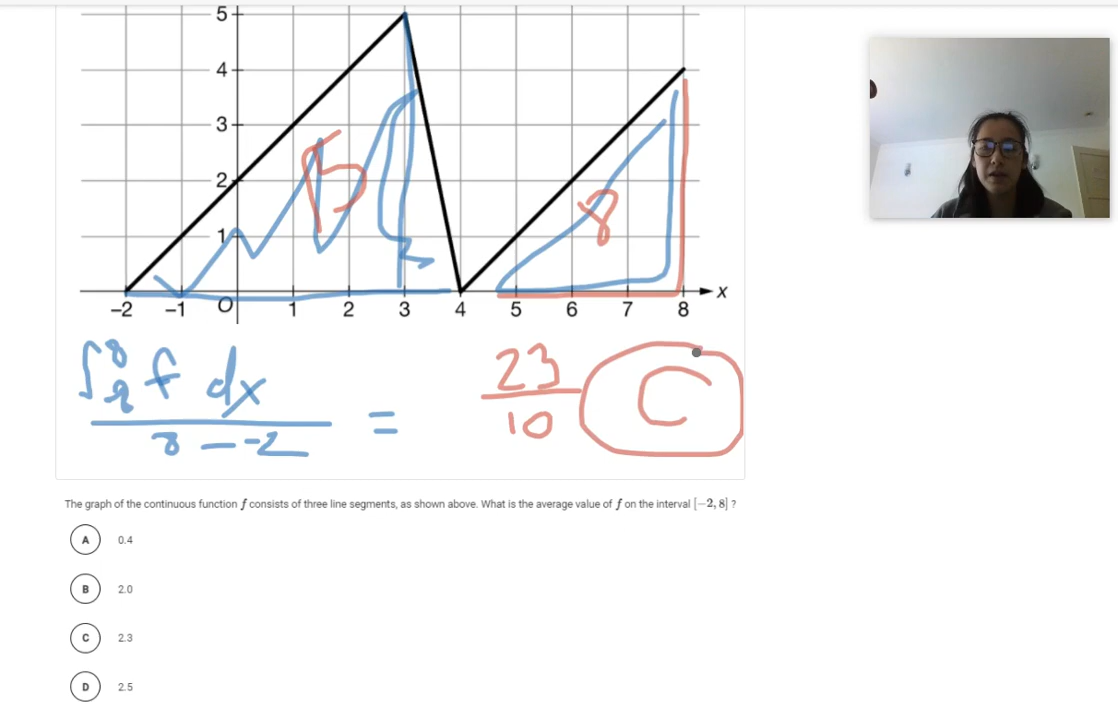 5
4
3
2
1
-2 -1 O 1 2 3 4 5 6 7 8 x
15
8
∫ 8 -2 f dx
8 - -2
=
23
10
C
The graph of the continuous function f consists of three line segments, as shown above. What is the average value of f on the interval [−2, 8] ?
A 0.4
B 2.0
C 2.3
D 2.5